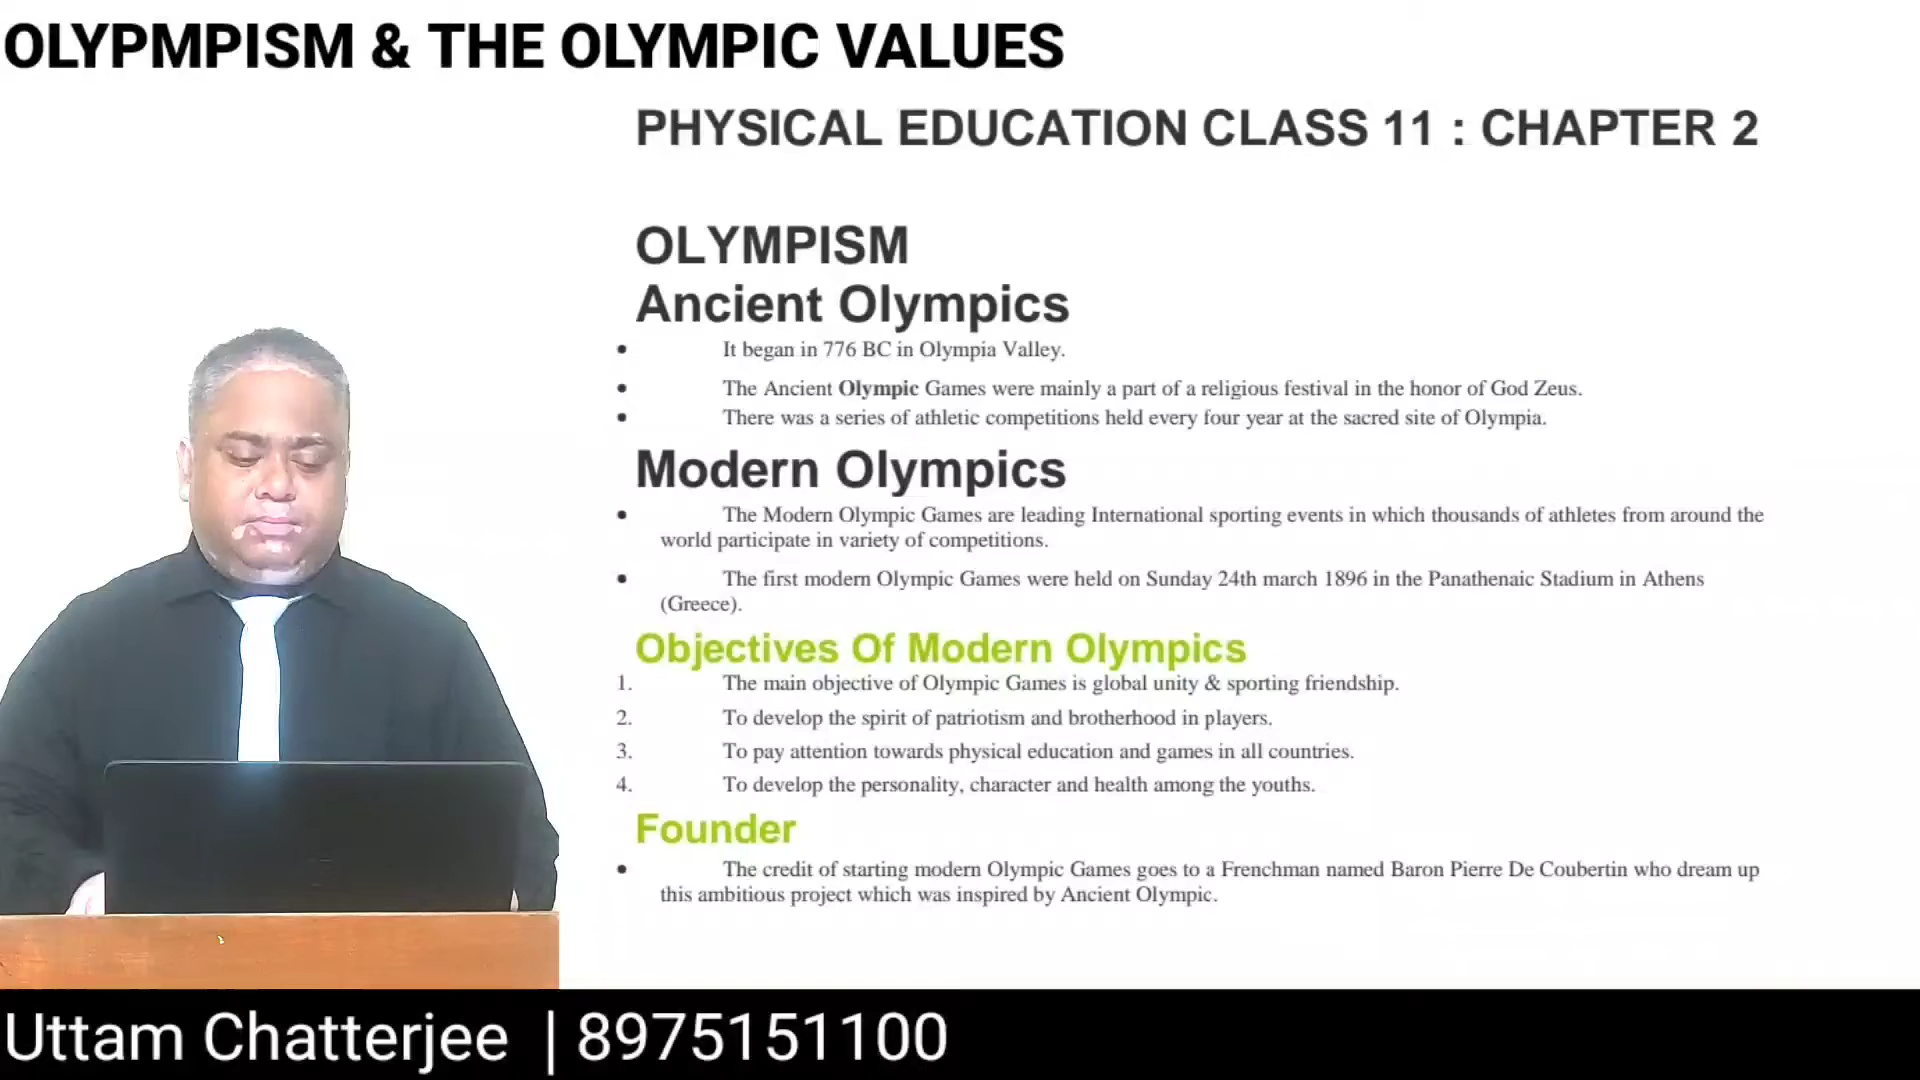 OLYPMPISM & THE OLYMPIC VALUES
PHYSICAL EDUCATION CLASS 11 : CHAPTER 2
OLYMPISM
Ancient Olympics
• It began in 776 BC in Olympia Valley.
• The Ancient Olympic Games were mainly a part of a religious festival in the honor of God Zeus.
• There was a series of athletic competitions held every four year at the sacred site of Olympia.
Modern Olympics
• The Modern Olympic Games are leading International sporting events in which thousands of athletes from around the
world participate in variety of competitions.
• The first modern Olympic Games were held on Sunday 24th march 1896 in the Panathenaic Stadium in Athens
(Greece).
Objectives Of Modern Olympics
1. The main objective of Olympic Games is global unity & sporting friendship.
2. To develop the spirit of patriotism and brotherhood in players.
3. To pay attention towards physical education and games in all countries.
4. To develop the personality, character and health among the youths.
Founder
• The credit of starting modern Olympic Games goes to a Frenchman named Baron Pierre De Coubertin who dream up
this ambitious project which was inspired by Ancient Olympic.
Uttam Chatterjee | 8975151100